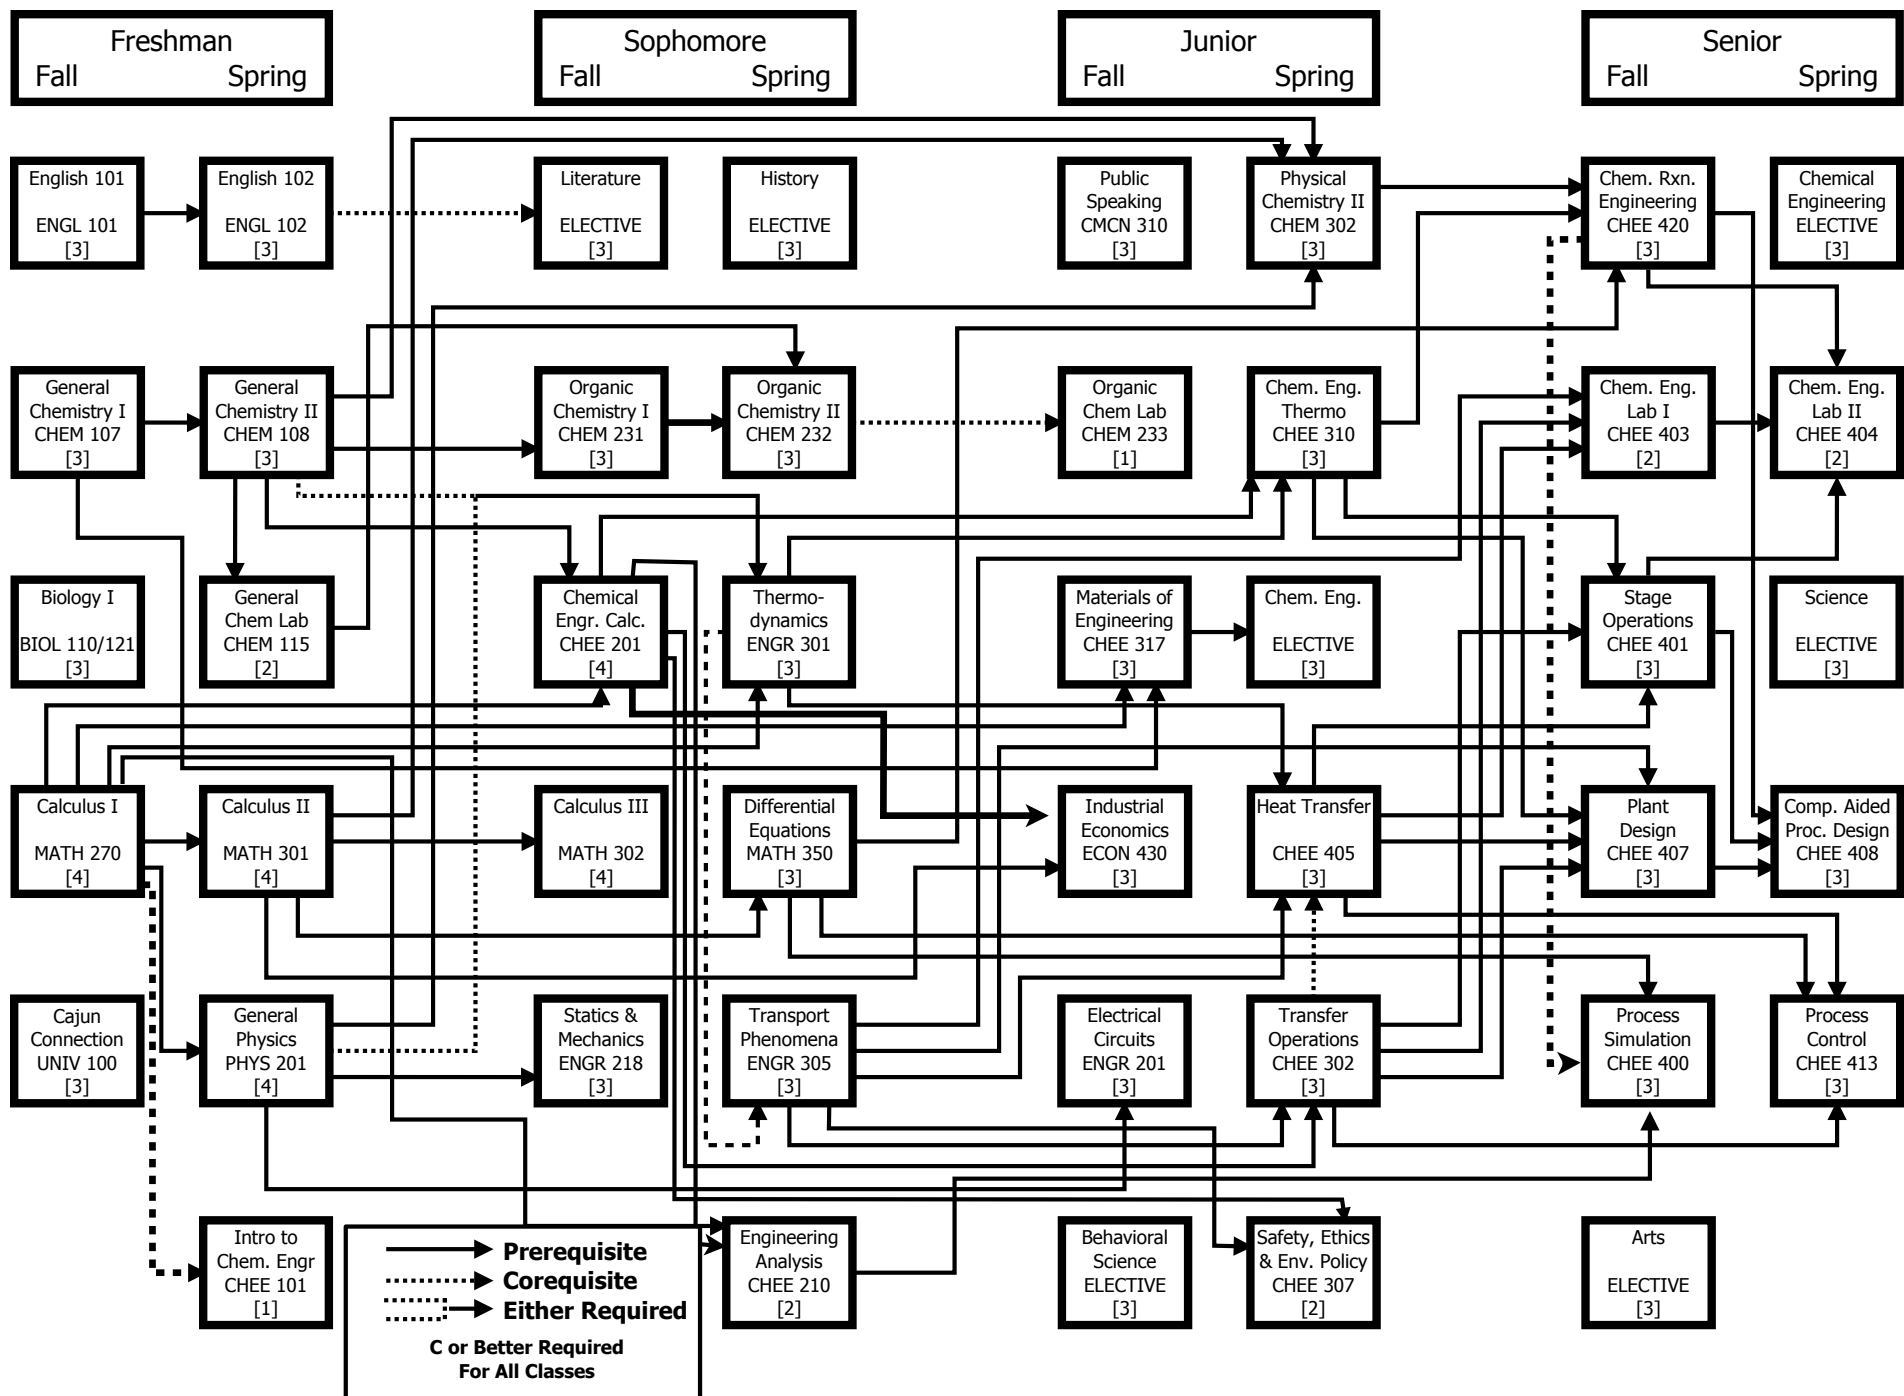 Freshman
Fall Spring
Sophomore
Fall Spring
Junior
Fall Spring
Senior
Fall Spring
English 101
ENGL 101
[3]
English 102
ENGL 102
[3]
Literature
ELECTIVE
[3]
History
ELECTIVE
[3]
Public
Speaking
CMCN 310
[3]
Physical
Chemistry II
CHEM 302
[3]
Chem. Rxn.
Engineering
CHEE 420
[3]
Chemical
Engineering
ELECTIVE
[3]
General
Chemistry I
CHEM 107
[3]
General
Chemistry II
CHEM 108
[3]
Organic
Chemistry I
CHEM 231
[3]
Organic
Chemistry II
CHEM 232
[3]
Organic
Chem Lab
CHEM 233
[1]
Chem. Eng.
Thermo
CHEE 310
[3]
Chem. Eng.
Lab I
CHEE 403
[2]
Chem. Eng.
Lab II
CHEE 404
[2]
Biology I
BIOL 110/121
[3]
General
Chem Lab
CHEM 115
[2]
Chemical
Engr. Calc.
CHEE 201
[4]
Thermo-
dynamics
ENGR 301
[3]
Materials of
Engineering
CHEE 317
[3]
Chem. Eng.
ELECTIVE
[3]
Stage
Operations
CHEE 401
[3]
Science
ELECTIVE
[3]
Calculus I
MATH 270
[4]
Calculus II
MATH 301
[4]
Calculus III
MATH 302
[4]
Differential
Equations
MATH 350
[3]
Industrial
Economics
ECON 430
[3]
Heat Transfer
CHEE 405
[3]
Plant
Design
CHEE 407
[3]
Comp. Aided
Proc. Design
CHEE 408
[3]
Cajun
Connection
UNIV 100
[3]
General
Physics
PHYS 201
[4]
Statics &
Mechanics
ENGR 218
[3]
Transport
Phenomena
ENGR 305
[3]
Electrical
Circuits
ENGR 201
[3]
Transfer
Operations
CHEE 302
[3]
Process
Simulation
CHEE 400
[3]
Process
Control
CHEE 413
[3]
Intro to
Chem. Engr
CHEE 101
[1]
Prerequisite
Corequisite
Either Required
C or Better Required
For All Classes
Engineering
Analysis
CHEE 210
[2]
Behavioral
Science
ELECTIVE
[3]
Safety, Ethics
& Env. Policy
CHEE 307
[2]
Arts
ELECTIVE
[3]